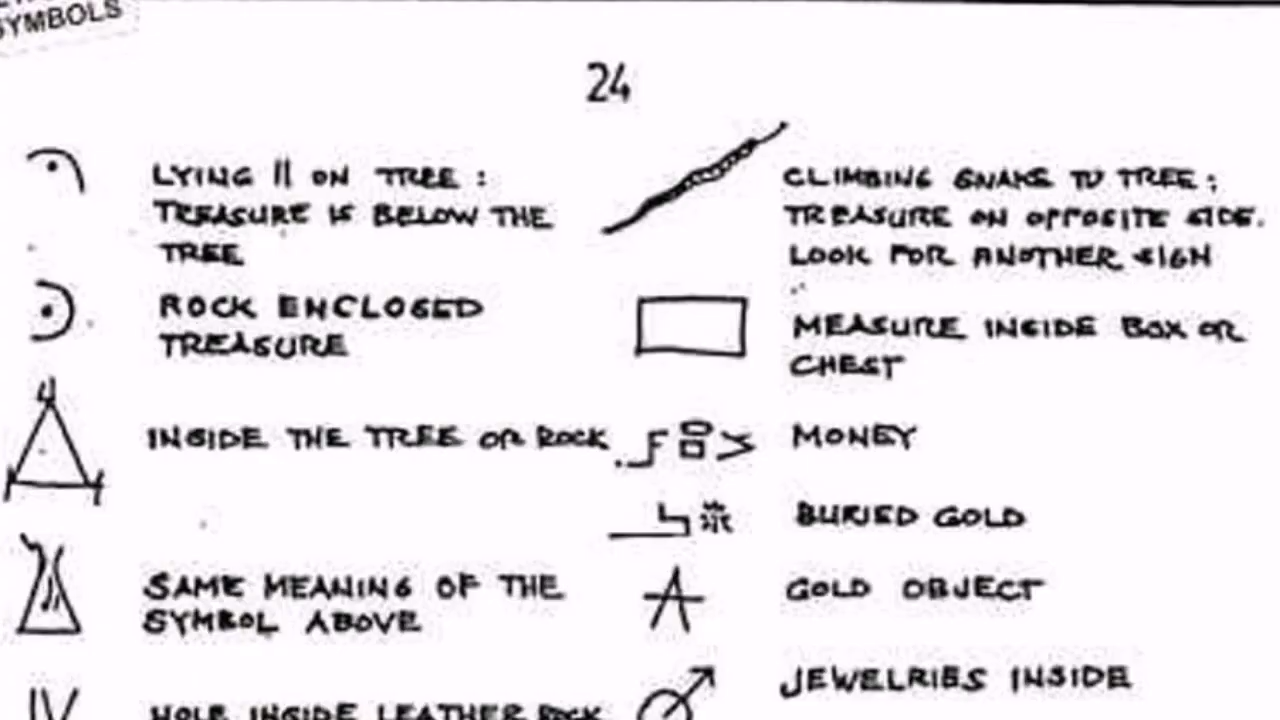 SYMBOLS
24
LYING || ON TREE :
TREASURE IS BELOW THE
TREE
ROCK ENCLOSED
TREASURE
INSIDE THE TREE OR ROCK
SAME MEANING OF THE
SYMBOL ABOVE
HOLE INSIDE LEATHER ROCK
CLIMBING SNAKE TO TREE;
TREASURE ON OPPOSITE SIDE.
LOOK FOR ANOTHER SIGN
MEASURE INSIDE BOX OR
CHEST
MONEY
BURIED GOLD
GOLD OBJECT
JEWELRIES INSIDE